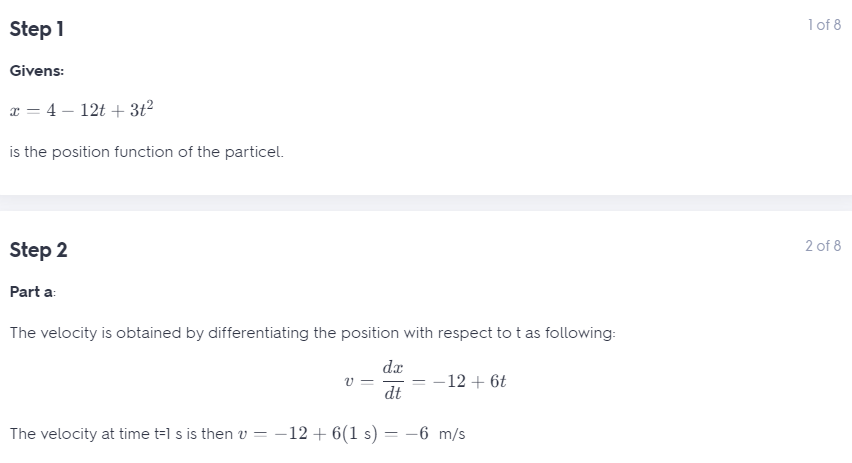 Step 1
1 of 8
Givens:
x = 4 − 12t + 3t²
is the position function of the particel.
Step 2
2 of 8
Part a:
The velocity is obtained by differentiating the position with respect to t as following:
v = dx/dt = −12 + 6t
The velocity at time t=1 s is then v = −12 + 6(1 s) = −6 m/s